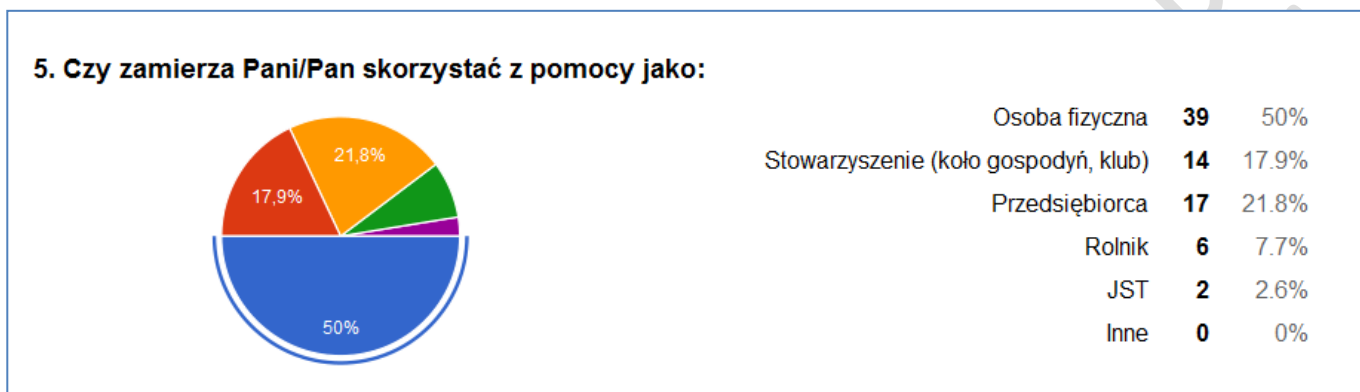 5. Czy zamierza Pani/Pan skorzystać z pomocy jako:
21,8%
17,9%
50%
Osoba fizyczna 39 50%
Stowarzyszenie (koło gospodyń, klub) 14 17.9%
Przedsiębiorca 17 21.8%
Rolnik 6 7.7%
JST 2 2.6%
Inne 0 0%